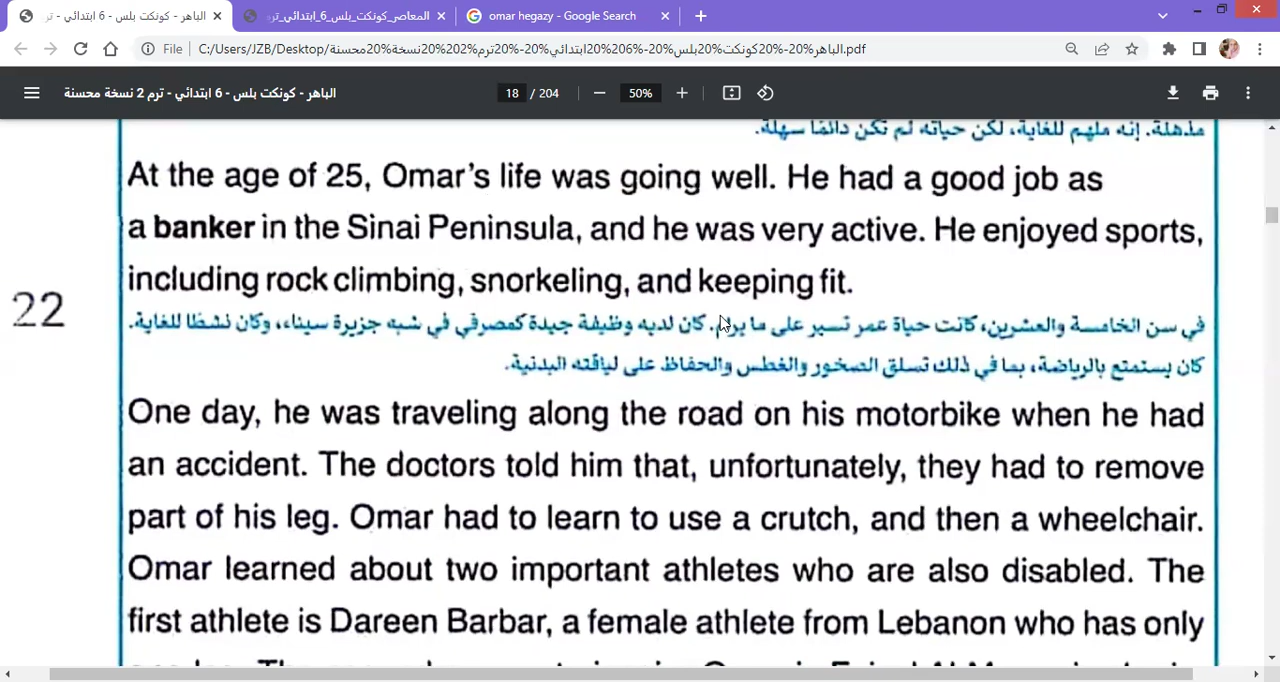 الباهر - كونكت بلس - 6 ابتدائي - تر
المعاصر_كونكت_بلس_6_ابتدائي_تر
omar hegazy - Google Search
File
C:/Users/JZB/Desktop/الباهر%20-%20كونكت%20بلس%20-%206%20ابتدائي%20-%20ترم%202%20نسخة%20محسنة.pdf
الباهر - كونكت بلس - 6 ابتدائي - ترم 2 نسخة محسنة
18 / 204
50%
مذهلة. إنه ملهم للغاية، لكن حياته لم تكن دائمًا سهلة.
At the age of 25, Omar's life was going well. He had a good job as
a banker in the Sinai Peninsula, and he was very active. He enjoyed sports,
including rock climbing, snorkeling, and keeping fit.
22
في سن الخامسة والعشرين، كانت حياة عمر تسير على ما يرام. كان لديه وظيفة جيدة كمصرفي في شبه جزيرة سيناء، وكان نشطًا للغاية.
كان يستمتع بالرياضة، بما في ذلك تسلق الصخور والغطس والحفاظ على لياقته البدنية.
One day, he was traveling along the road on his motorbike when he had
an accident. The doctors told him that, unfortunately, they had to remove
part of his leg. Omar had to learn to use a crutch, and then a wheelchair.
Omar learned about two important athletes who are also disabled. The
first athlete is Dareen Barbar, a female athlete from Lebanon who has only